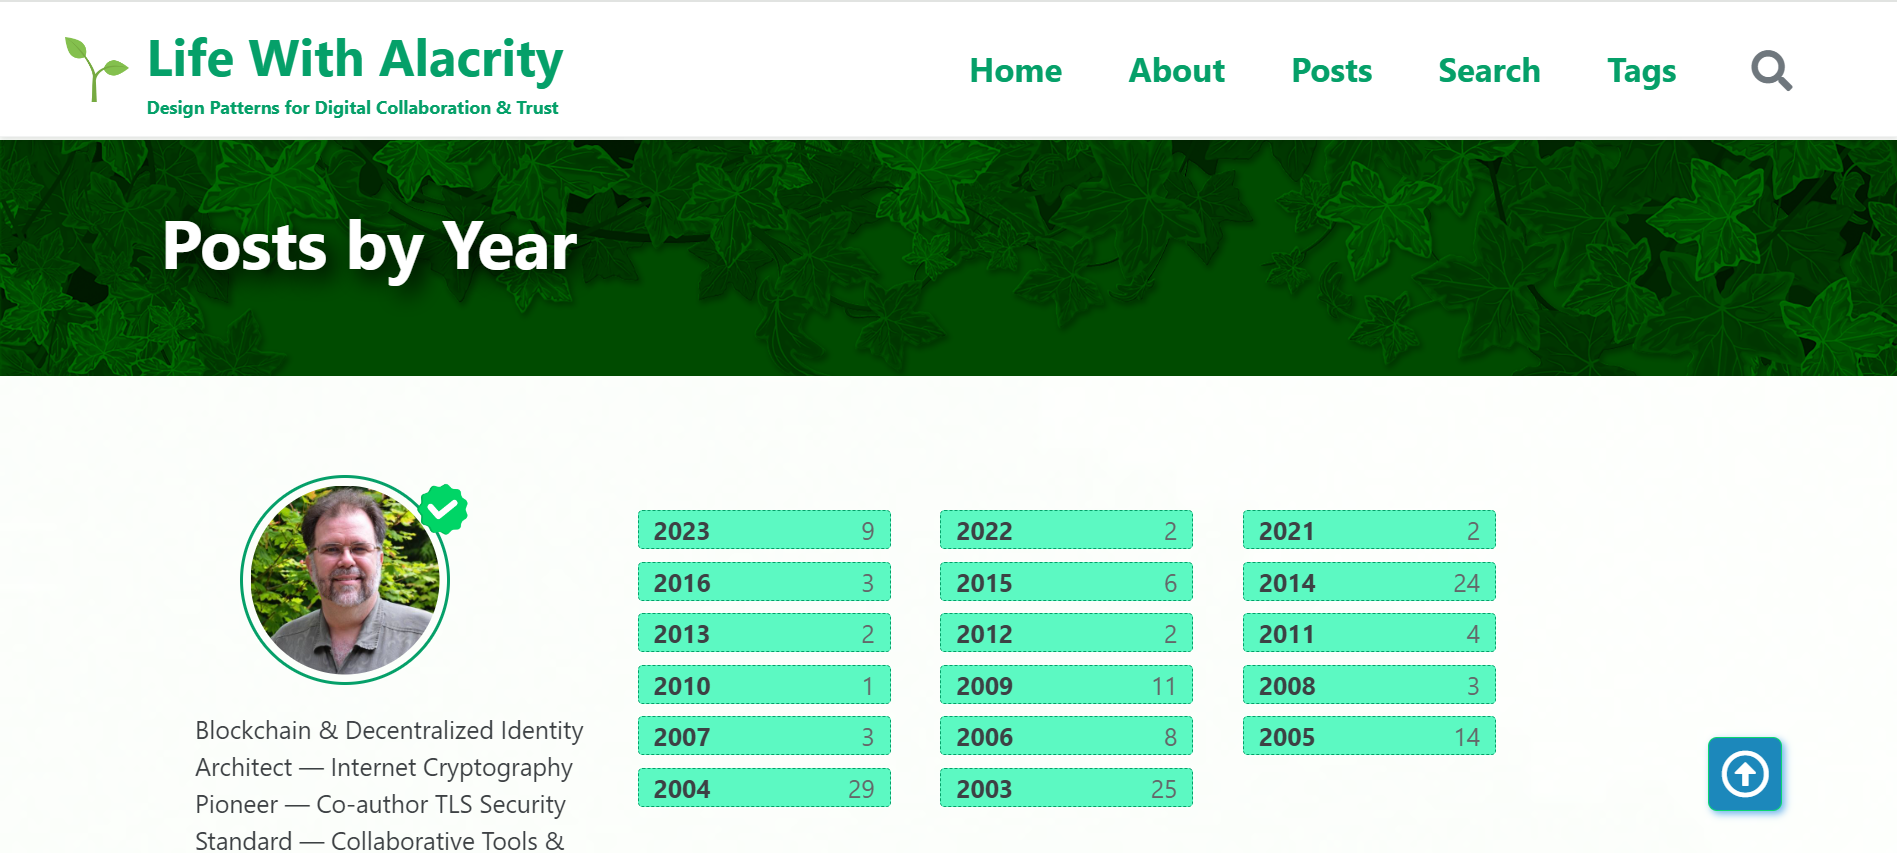 Life With Alacrity
Design Patterns for Digital Collaboration & Trust
Home About Posts Search Tags
Posts by Year
2023 9 2022 2 2021 2
2016 3 2015 6 2014 24
2013 2 2012 2 2011 4
2010 1 2009 11 2008 3
2007 3 2006 8 2005 14
2004 29 2003 25
Blockchain & Decentralized Identity
Architect — Internet Cryptography
Pioneer — Co-author TLS Security
Standard — Collaborative Tools &